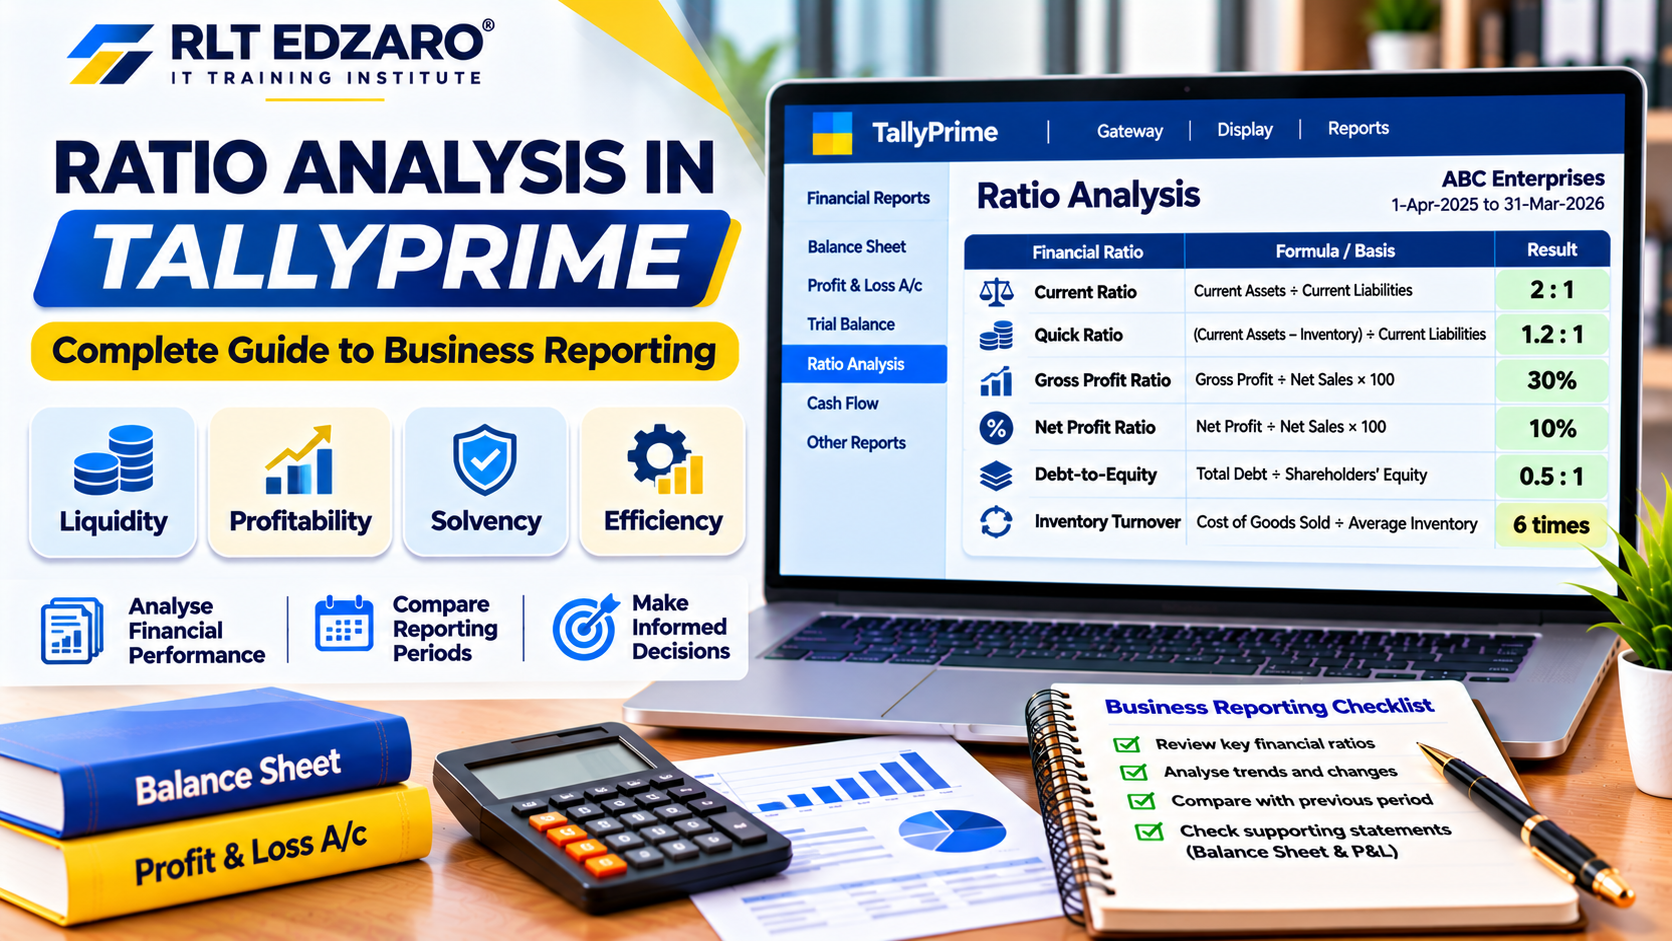 RLT EDZARO®
IT TRAINING INSTITUTE
RATIO ANALYSIS IN
TALLYPRIME
Complete Guide to Business Reporting
Liquidity
Profitability
Solvency
Efficiency
Analyse
Financial
Performance
Compare
Reporting
Periods
Make
Informed
Decisions
Balance Sheet
Profit & Loss A/c
TallyPrime | Gateway | Display | Reports
Financial Reports
Balance Sheet
Profit & Loss A/c
Trial Balance
Ratio Analysis
Cash Flow
Other Reports
Ratio Analysis
ABC Enterprises
1-Apr-2025 to 31-Mar-2026
Financial Ratio Formula / Basis Result
Current Ratio Current Assets ÷ Current Liabilities 2 : 1
Quick Ratio (Current Assets – Inventory) ÷ Current Liabilities 1.2 : 1
Gross Profit Ratio Gross Profit ÷ Net Sales × 100 30%
% Net Profit Ratio Net Profit ÷ Net Sales × 100 10%
Debt-to-Equity Total Debt ÷ Shareholders' Equity 0.5 : 1
Inventory Turnover Cost of Goods Sold ÷ Average Inventory 6 times
Business Reporting Checklist
Review key financial ratios
Analyse trends and changes
Compare with previous period
Check supporting statements
(Balance Sheet & P&L)